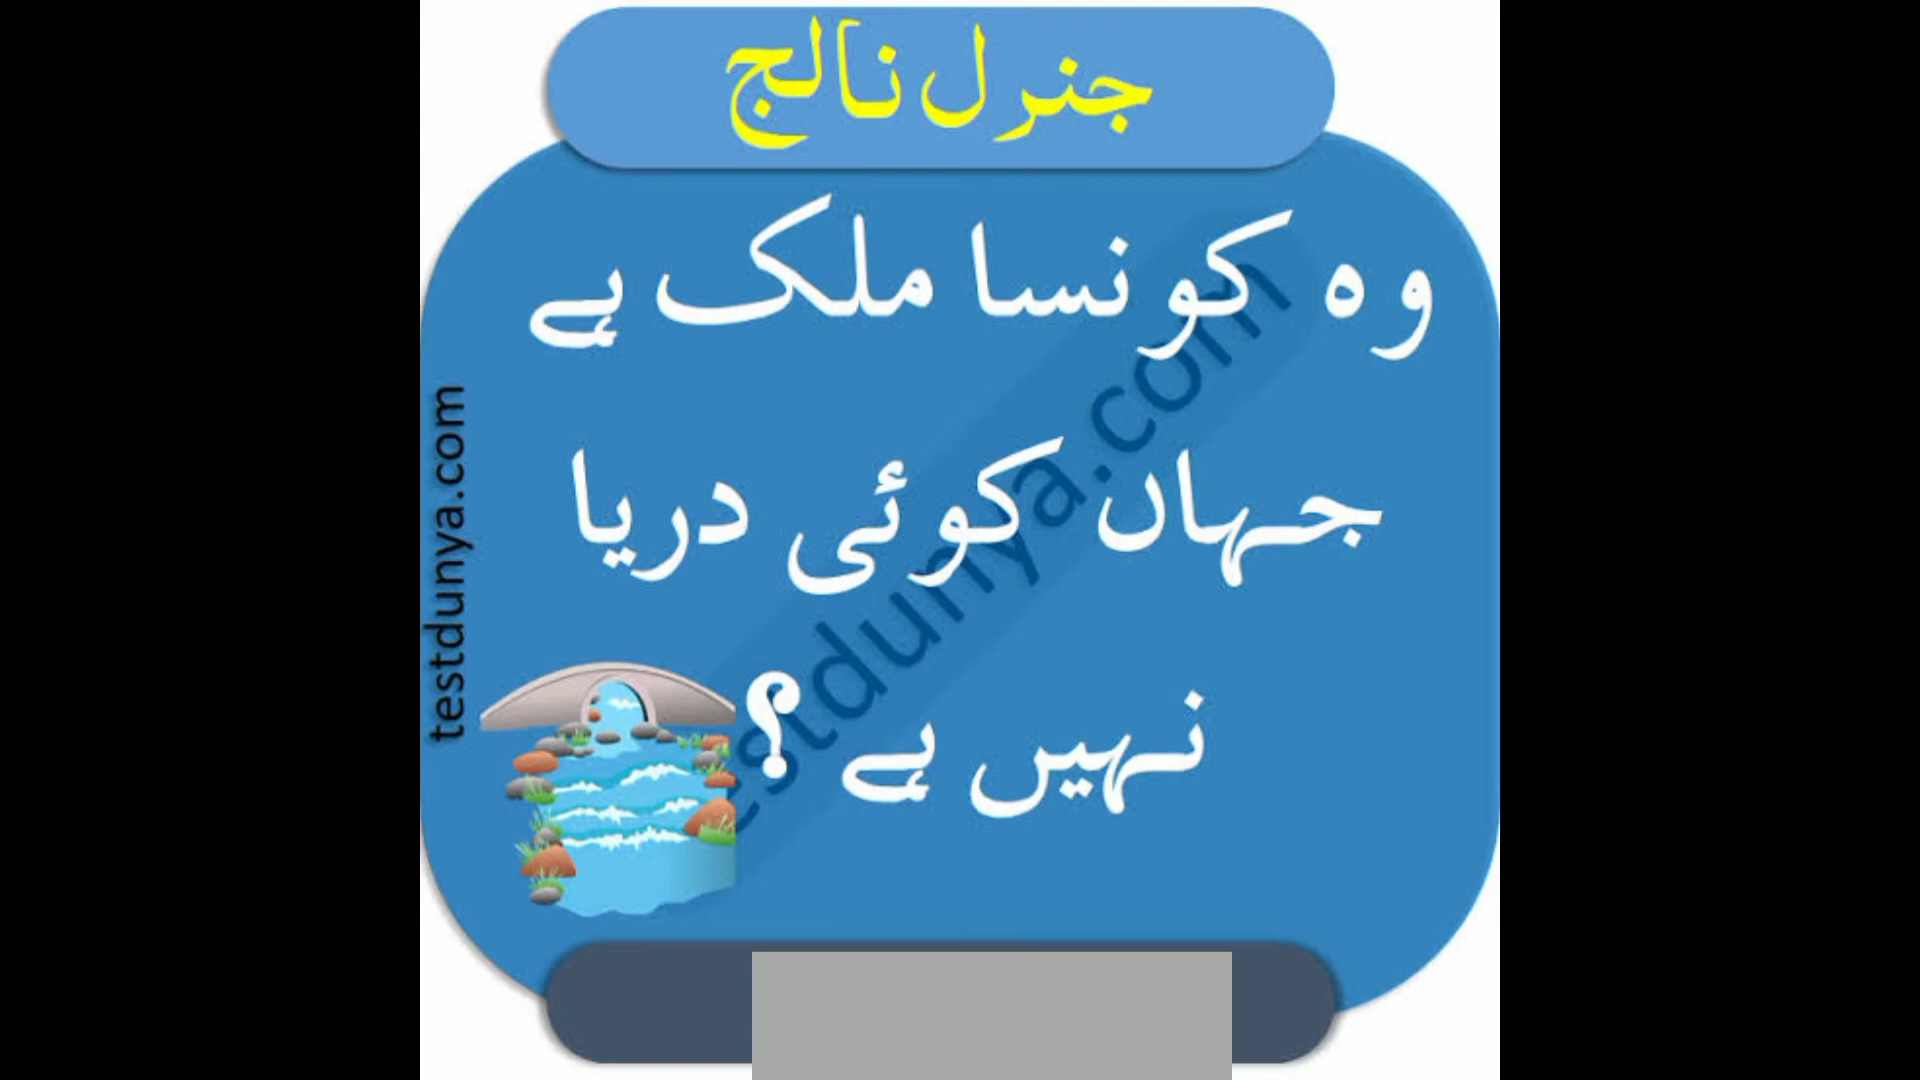 جنرل نالج
وہ کونسا ملک ہے
جہاں کوئی دریا
نہیں ہے؟
testdunya.com
testdunya.com